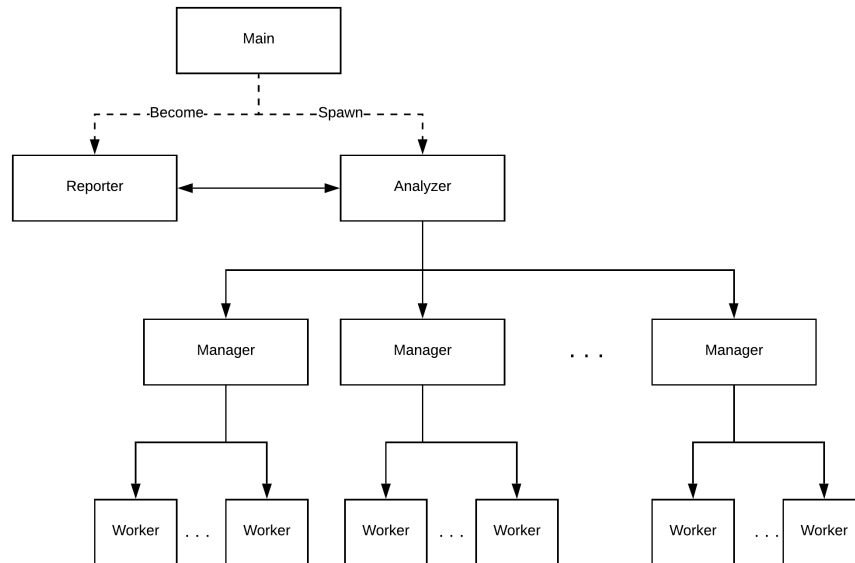 Main
Become Spawn
Reporter Analyzer
Manager Manager . . . Manager
Worker . . . Worker Worker . . . Worker Worker . . . Worker